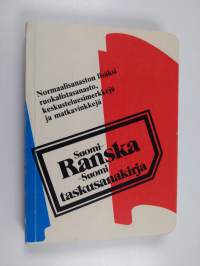 Normaalisanaston lisäksi
ruokalistasanasto,
keskusteluesimerkkejä
ja matkavinkkejä
Suomi-
Ranska
-Suomi
taskusanakirja